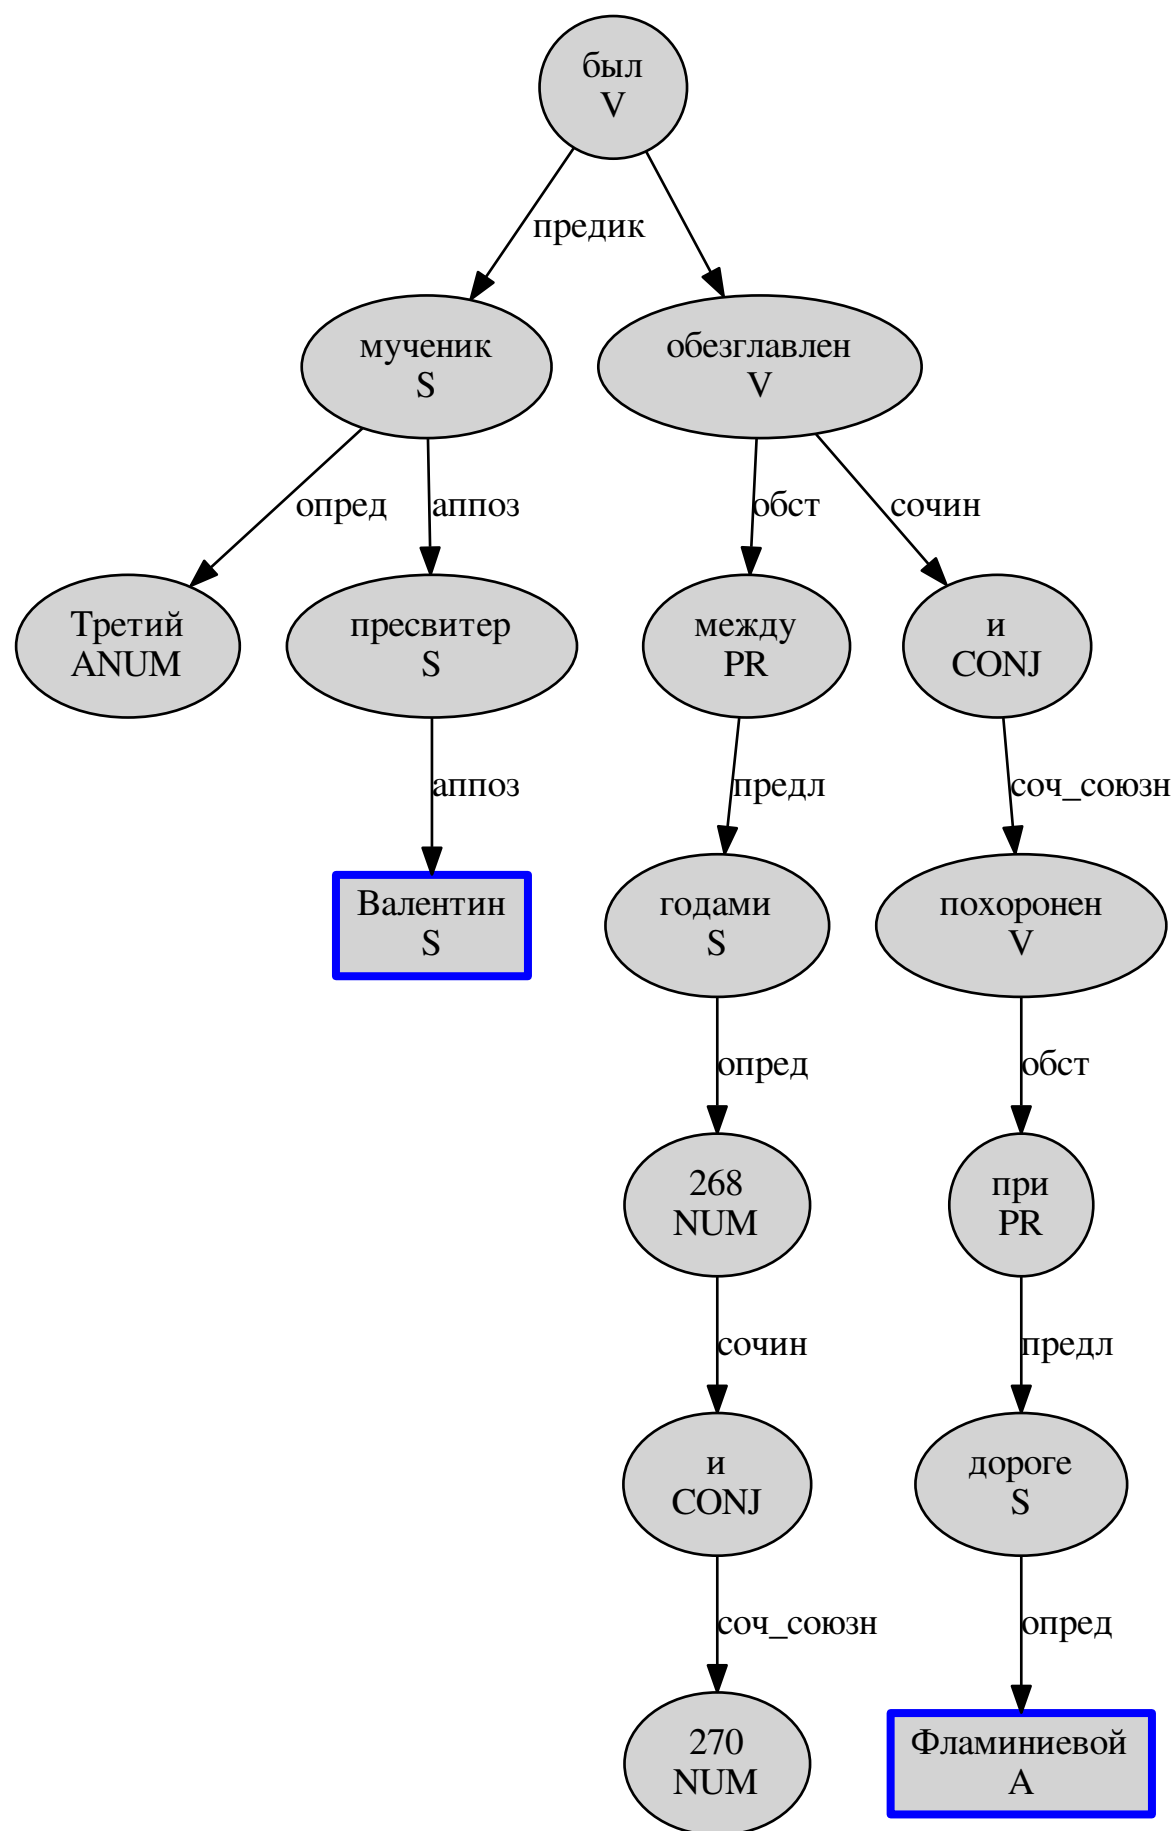 был
V
предик
мученик
S
обезглавлен
V
опред
аппоз
обст
сочин
Третий
ANUM
пресвитер
S
между
PR
и
CONJ
аппоз
предл
соч_союзн
Валентин
S
годами
S
похоронен
V
опред
обст
268
NUM
при
PR
сочин
предл
и
CONJ
дороге
S
соч_союзн
опред
270
NUM
Фламиниевой
A